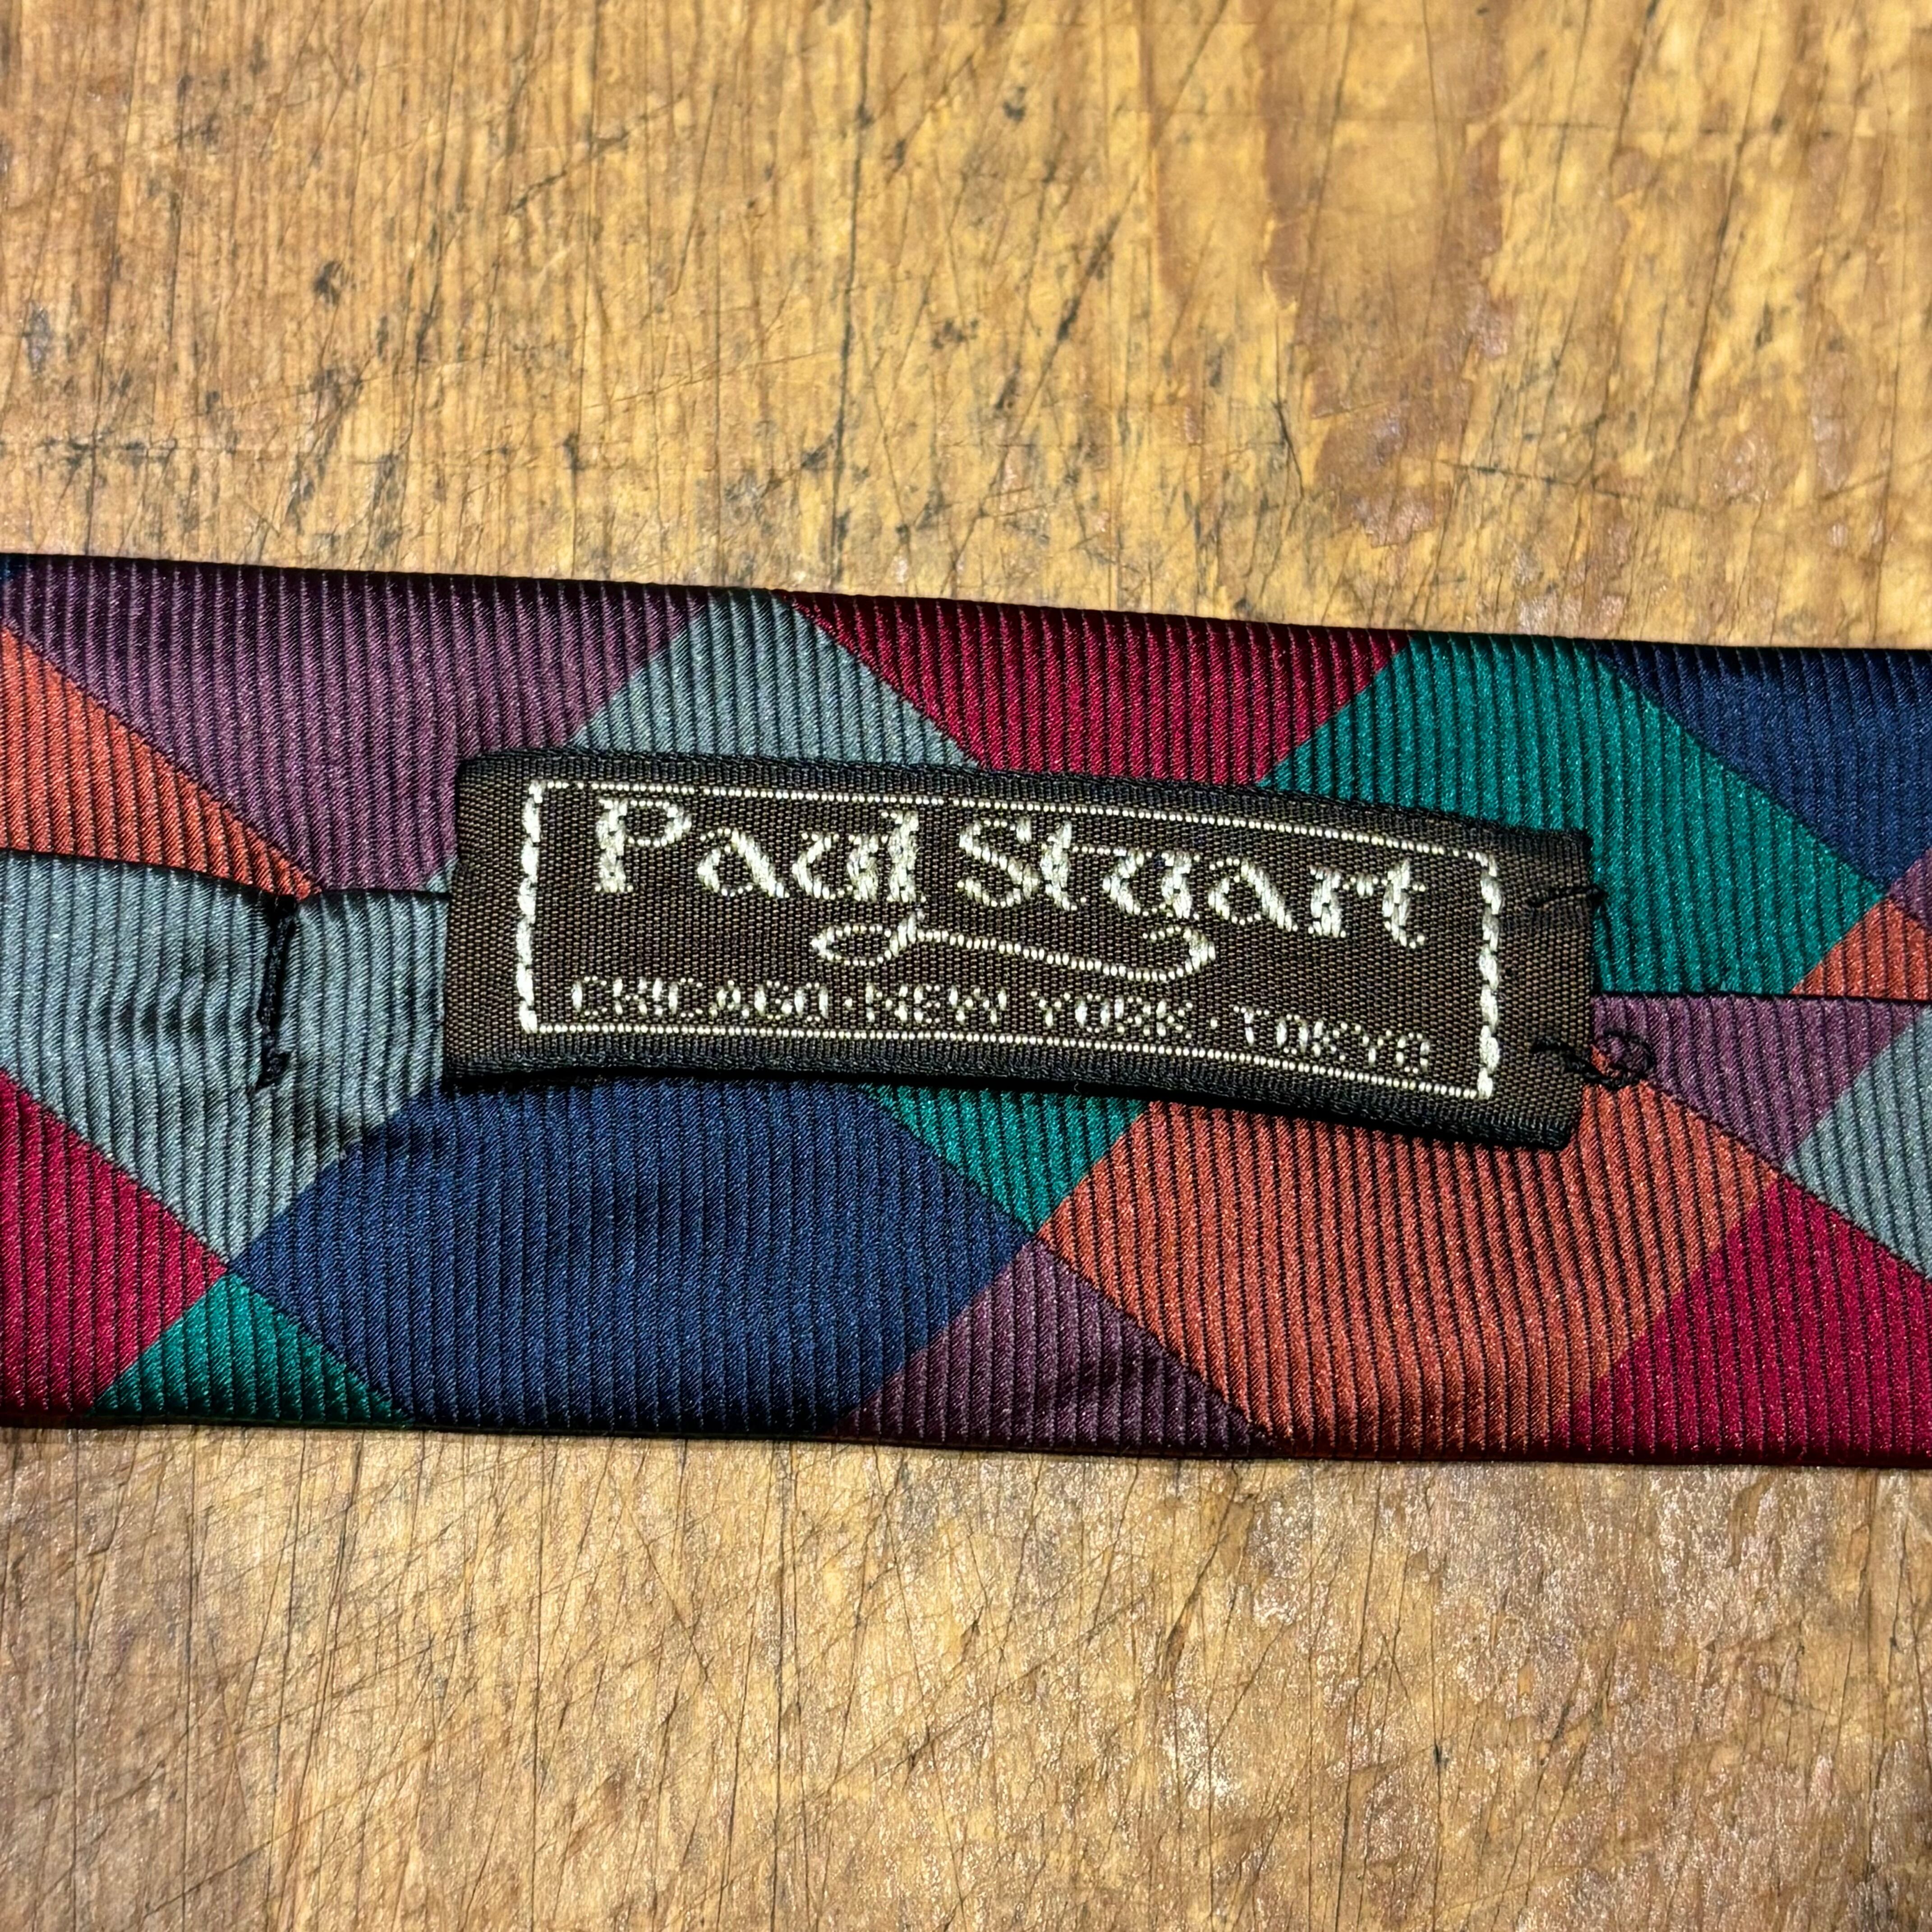 Paul Stuart
CHICAGO · NEW YORK · TOKYO